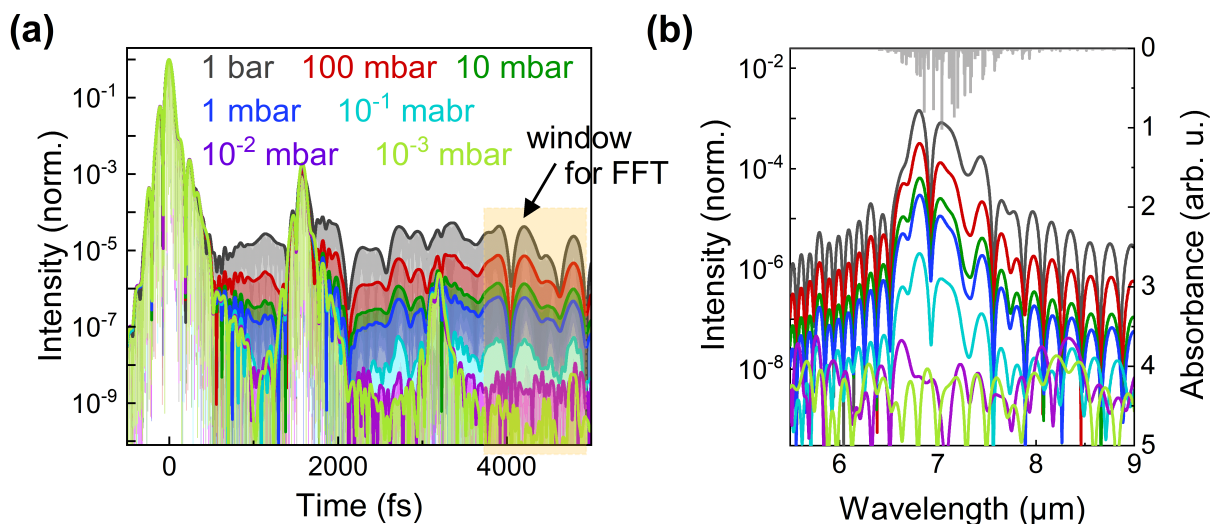 (a)
1 bar 100 mbar 10 mbar
1 mbar 10⁻¹ mabr
10⁻² mbar 10⁻³ mbar
window
for FFT
Intensity (norm.)
10⁻¹
10⁻³
10⁻⁵
10⁻⁷
10⁻⁹
0 2000 4000
Time (fs)
(b)
Intensity (norm.)
10⁻²
10⁻⁴
10⁻⁶
10⁻⁸
0
1
2
3
4
5
Absorbance (arb. u.)
6 7 8 9
Wavelength (µm)